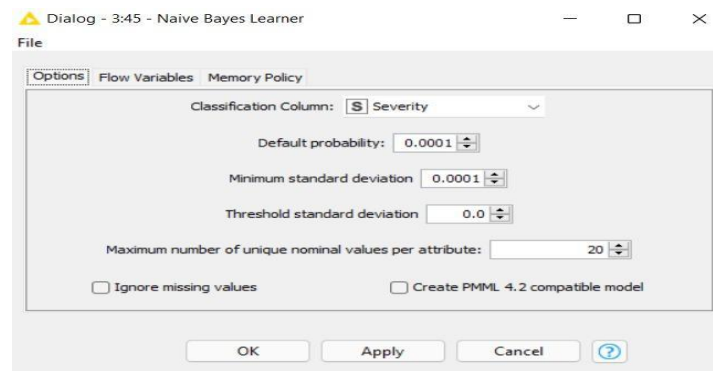 Dialog - 3:45 - Naive Bayes Learner
File
Options Flow Variables Memory Policy
Classification Column: S Severity
Default probability: 0.0001
Minimum standard deviation 0.0001
Threshold standard deviation 0.0
Maximum number of unique nominal values per attribute: 20
Ignore missing values Create PMML 4.2 compatible model
OK Apply Cancel ?